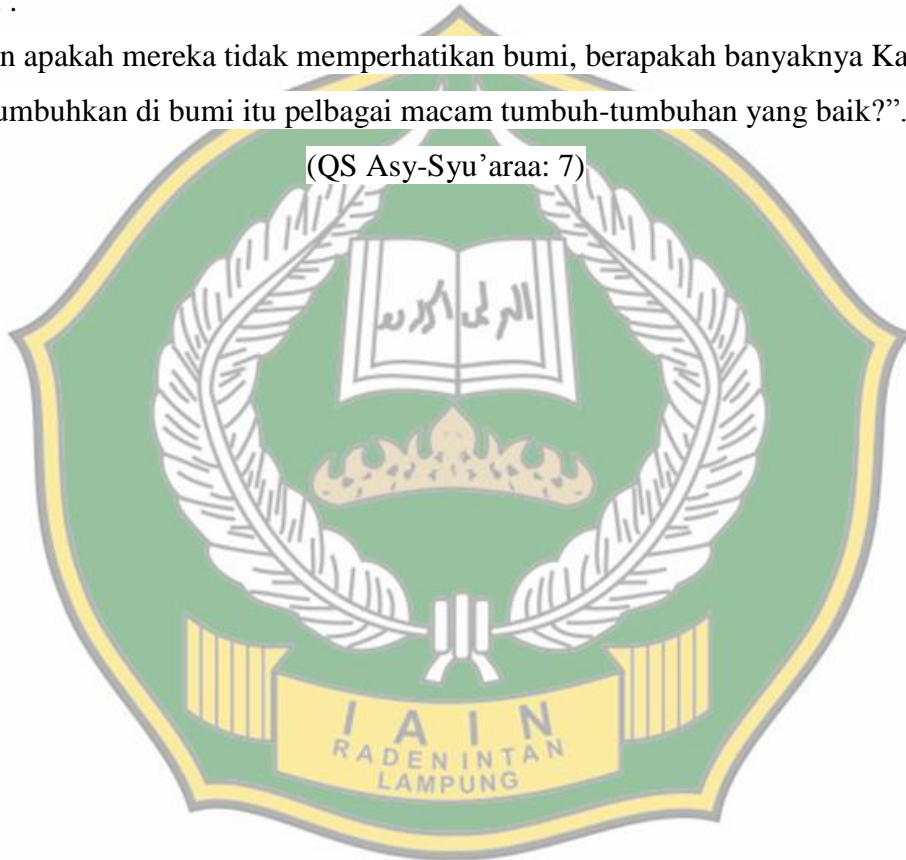 .
n apakah mereka tidak memperhatikan bumi, berapakah banyaknya Ka
umbuhkan di bumi itu pelbagai macam tumbuh-tumbuhan yang baik?”.
(QS Asy-Syu’araa: 7)
I A I N
RADEN INTAN
LAMPUNG